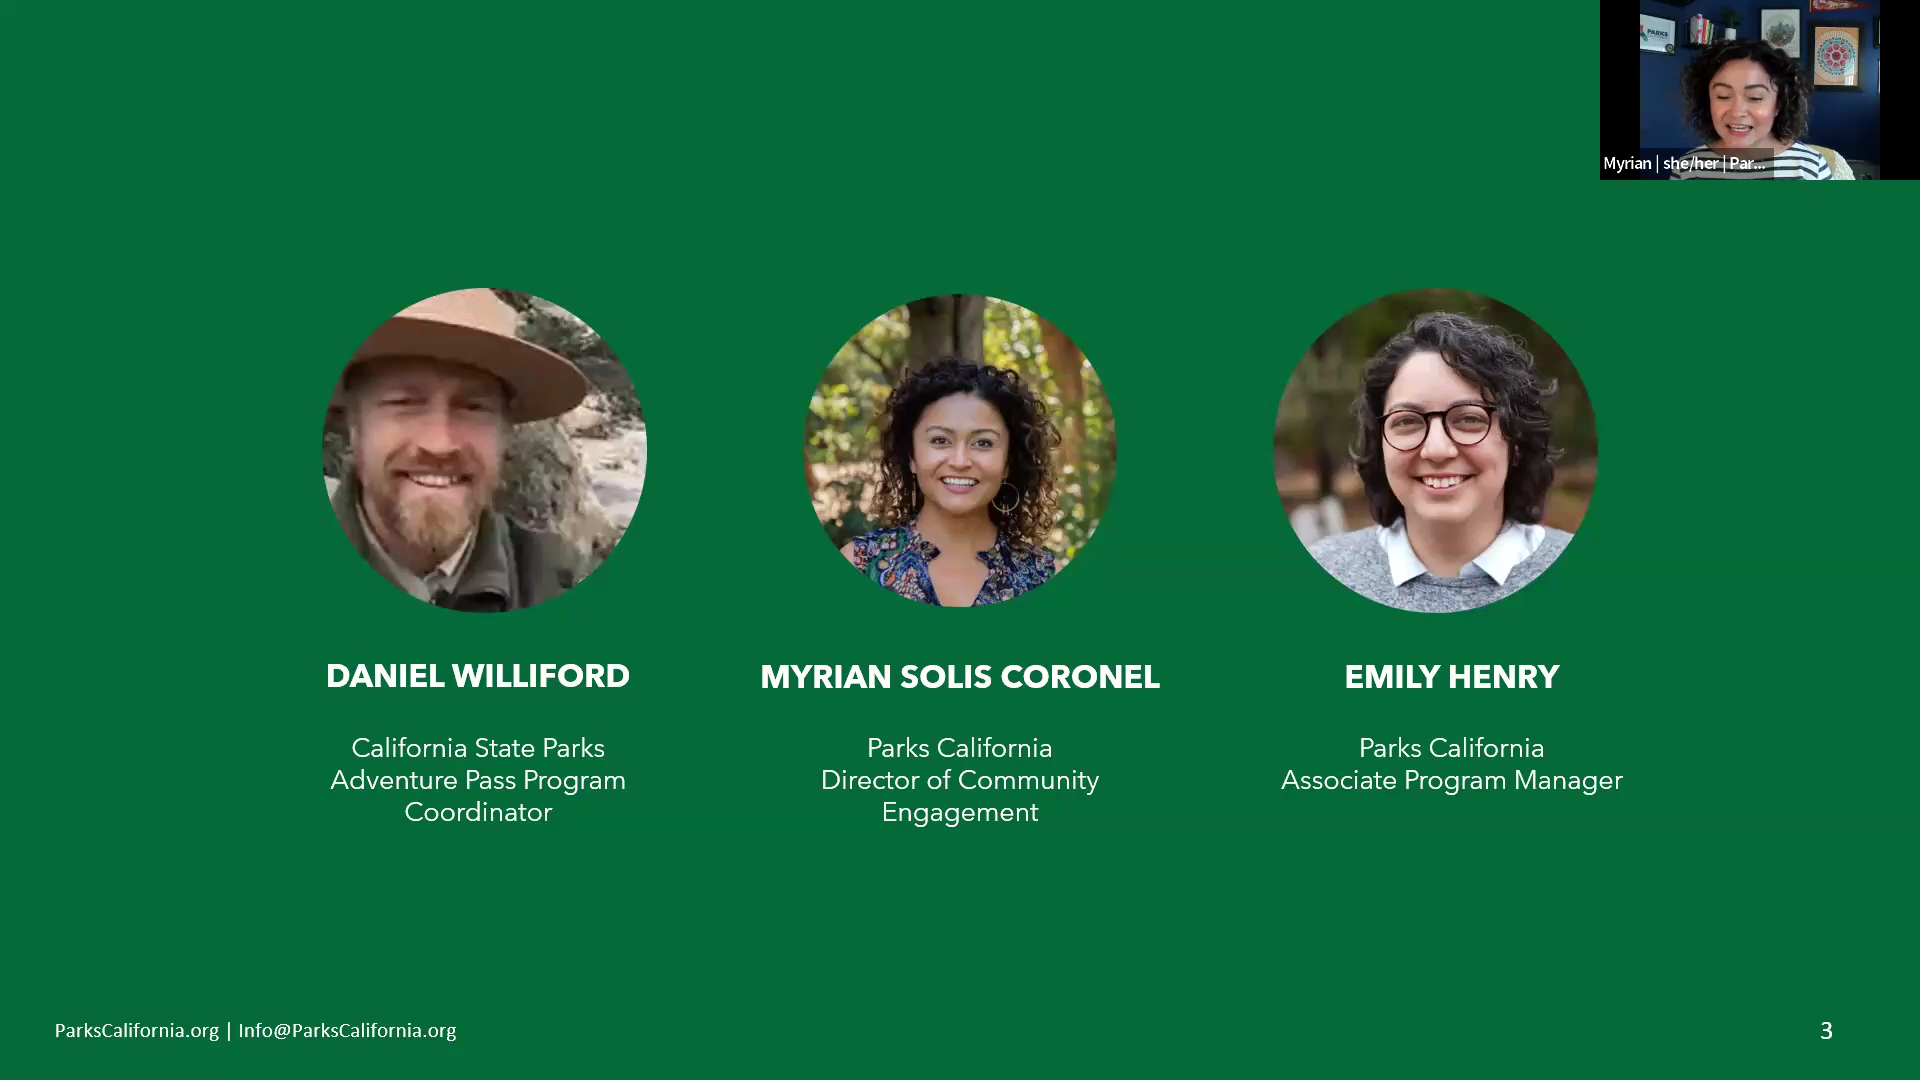 PARKS
Myrian | she/her | Par...
DANIEL WILLIFORD
California State Parks
Adventure Pass Program
Coordinator
MYRIAN SOLIS CORONEL
Parks California
Director of Community
Engagement
EMILY HENRY
Parks California
Associate Program Manager
ParksCalifornia.org | Info@ParksCalifornia.org
3